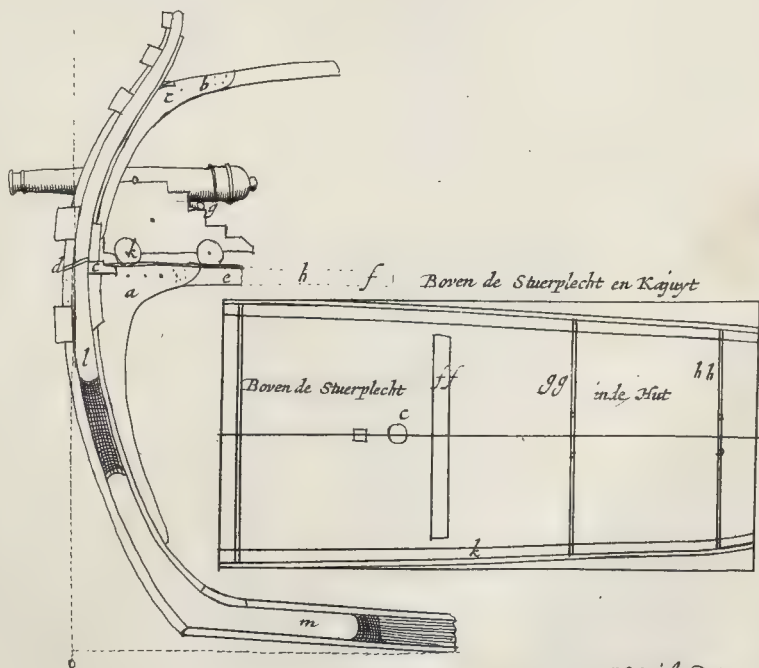 c b
g
k
d c
a e h f
Boven de Stuerplecht en Kajuyt
l
Boven de Stuerplecht ff gg inde Hut hh
c
k
m